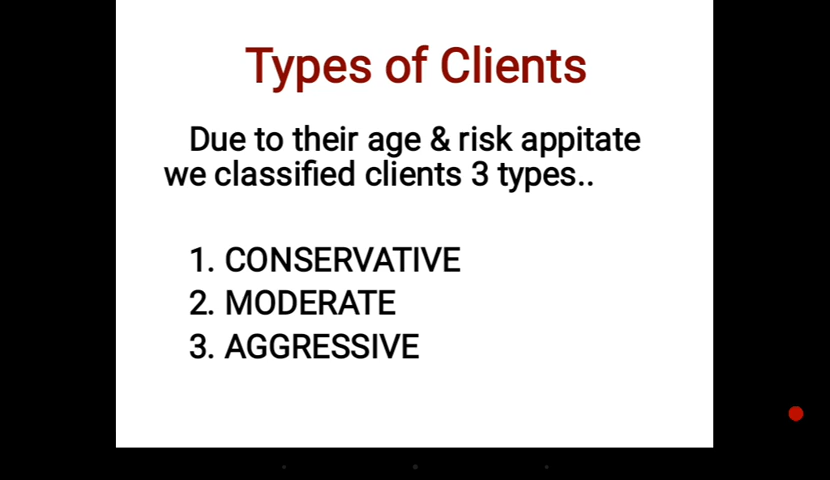 Types of Clients
Due to their age & risk appitate
we classified clients 3 types..
1. CONSERVATIVE
2. MODERATE
3. AGGRESSIVE